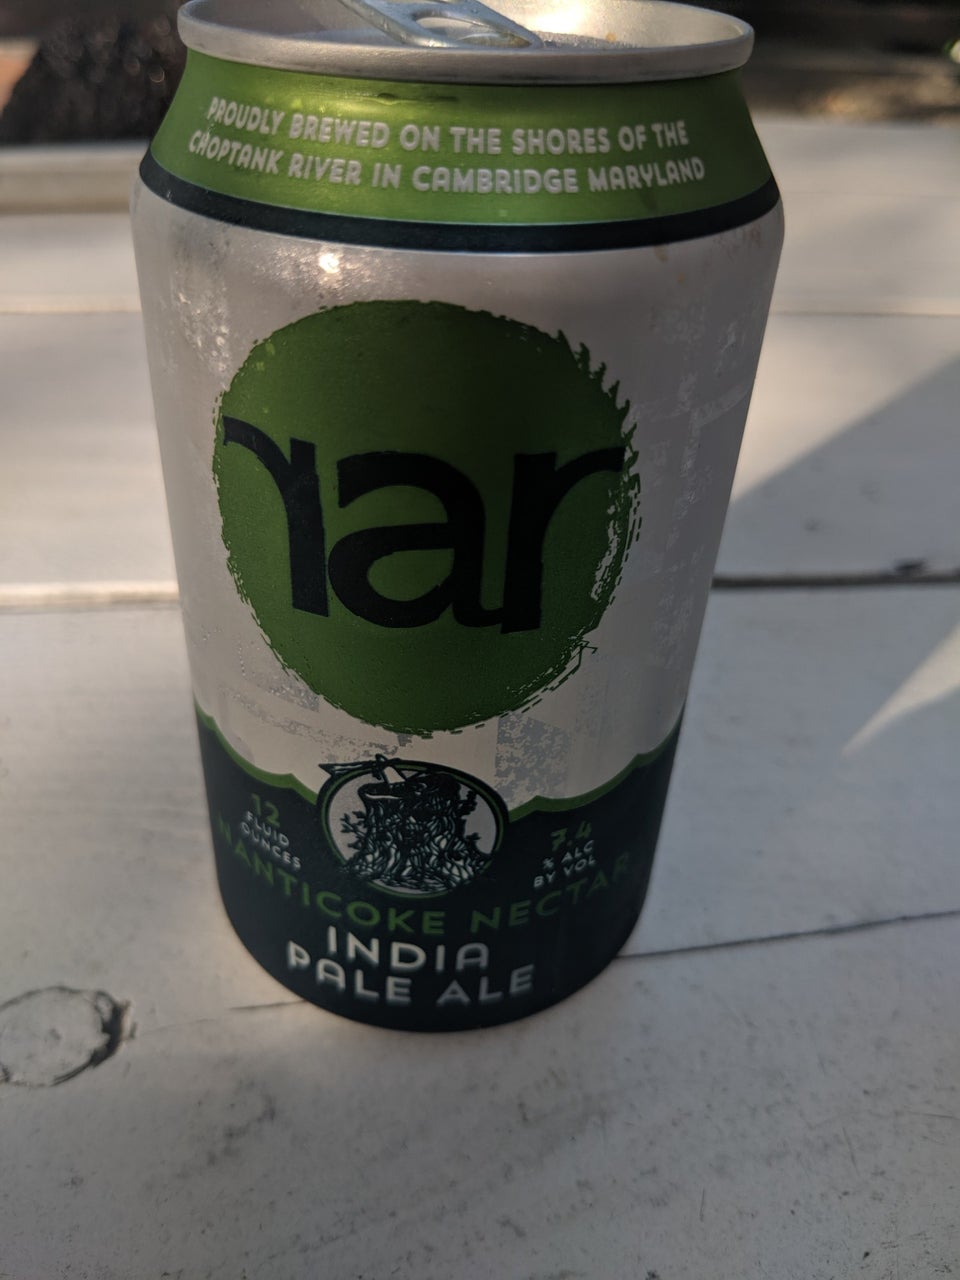 PROUDLY BREWED ON THE SHORES OF THE
CHOPTANK RIVER IN CAMBRIDGE MARYLAND
rar
12
FLUID
OUNCES
7.4
% ALC
BY VOL
NANTICOKE NECTAR
INDIA
PALE ALE